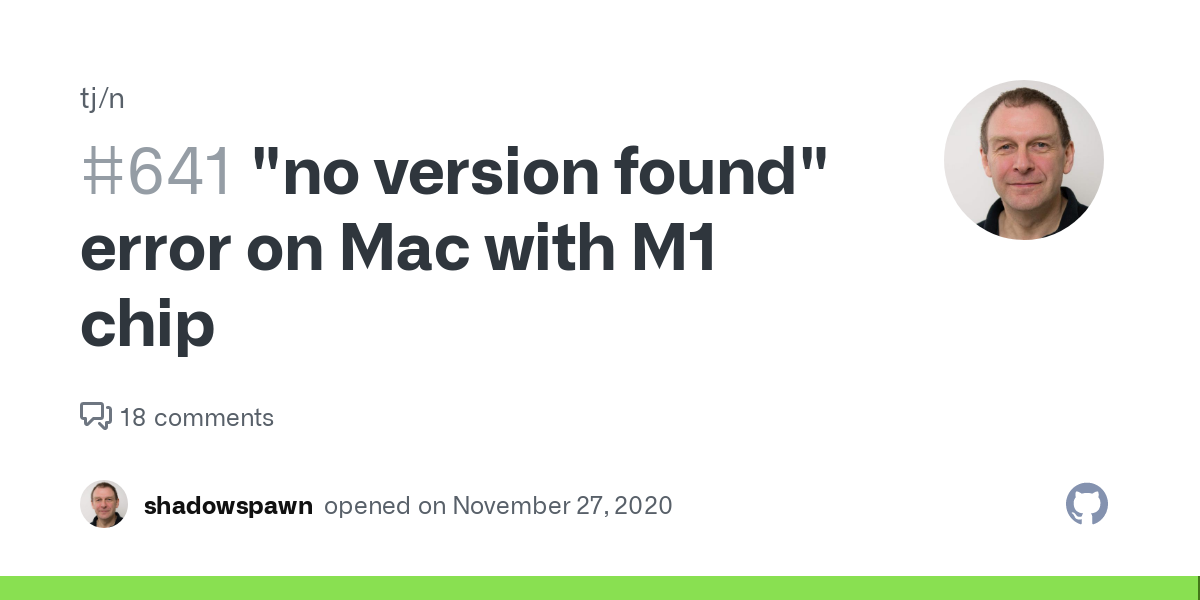 tj/n
#641 "no version found"
error on Mac with M1
chip
18 comments
shadowspawn opened on November 27, 2020